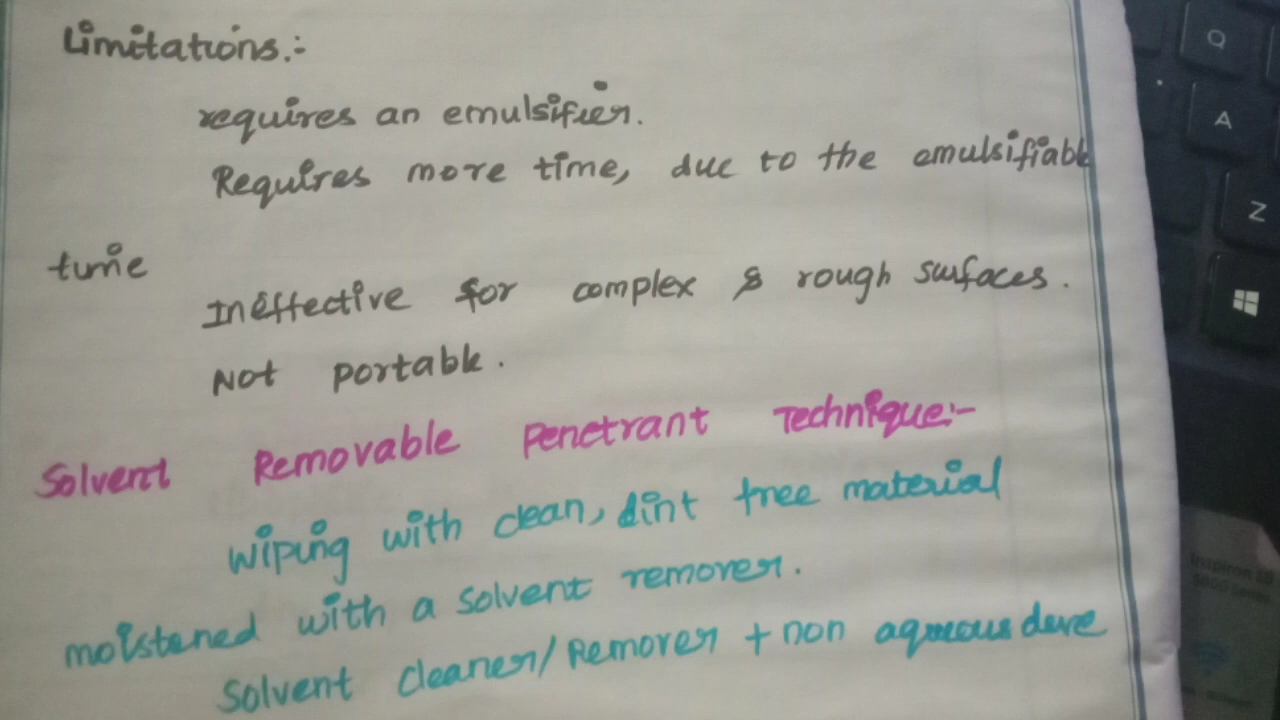 Limitations:-
requires an emulsifier.
Requires more time, due to the emulsifiable
time
Ineffective for complex & rough surfaces.
Not portable.
Solvent Removable Penetrant Technique:-
wiping with clean, lint free material
moistened with a solvent remover.
Solvent cleaner/Remover + non aqueous deve
Q
A
Z
Inspiron 15